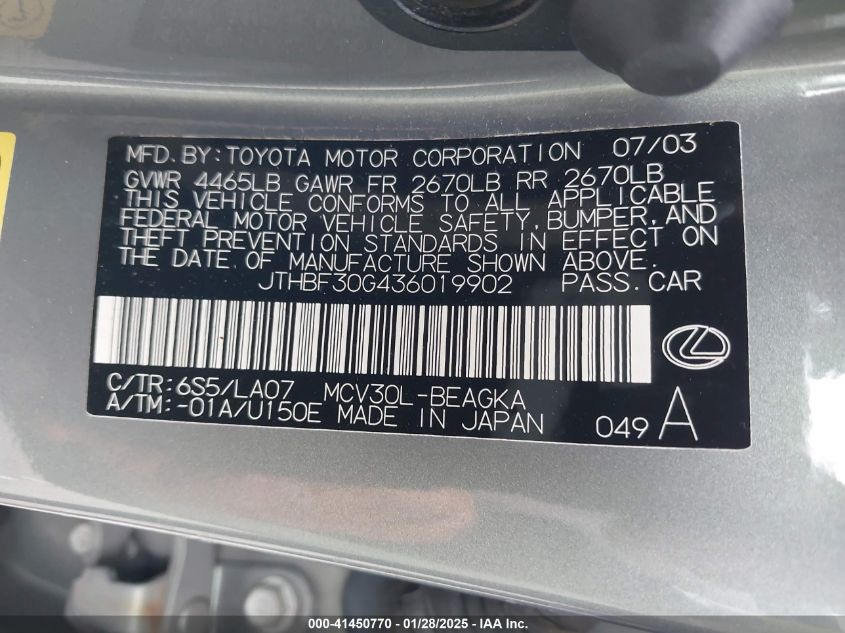 MFD. BY: TOYOTA MOTOR CORPORATION 07/03
GVWR 4465LB GAWR FR 2670LB RR 2670LB
THIS VEHICLE CONFORMS TO ALL APPLICABLE
FEDERAL MOTOR VEHICLE SAFETY, BUMPER, AND
THEFT PREVENTION STANDARDS IN EFFECT ON
THE DATE OF MANUFACTURE SHOWN ABOVE.
JTHBF30G436019902 PASS. CAR
C/TR: 6S5/LA07 MCV30L-BEAGKA
A/TM: -01A/U150E MADE IN JAPAN
049 A
000-41450770 | 01/28/2025 | IAA Inc.